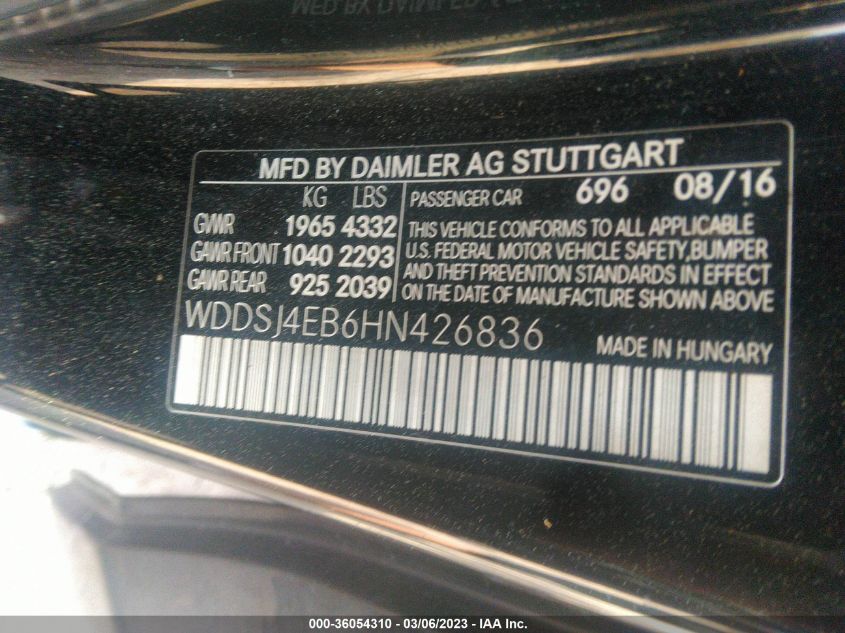 MFD BY DAIMLER AG STUTTGART
KG LBS
GVWR 1965 4332
GAWR FRONT 1040 2293
GAWR REAR 925 2039
PASSENGER CAR 696 08/16
THIS VEHICLE CONFORMS TO ALL APPLICABLE
U.S. FEDERAL MOTOR VEHICLE SAFETY, BUMPER
AND THEFT PREVENTION STANDARDS IN EFFECT
ON THE DATE OF MANUFACTURE SHOWN ABOVE
WDDSJ4EB6HN426836
MADE IN HUNGARY
000-36054310 - 03/06/2023 - IAA Inc.